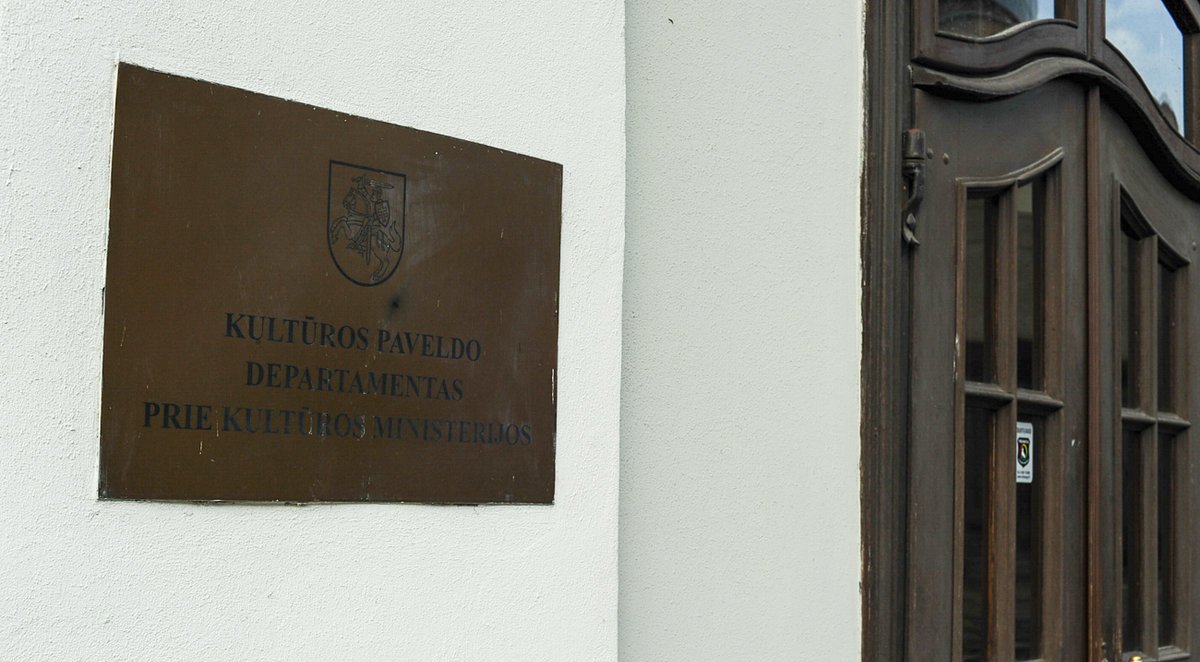 KULTŪROS PAVELDO
DEPARTAMENTAS
PRIE KULTŪROS MINISTERIJOS